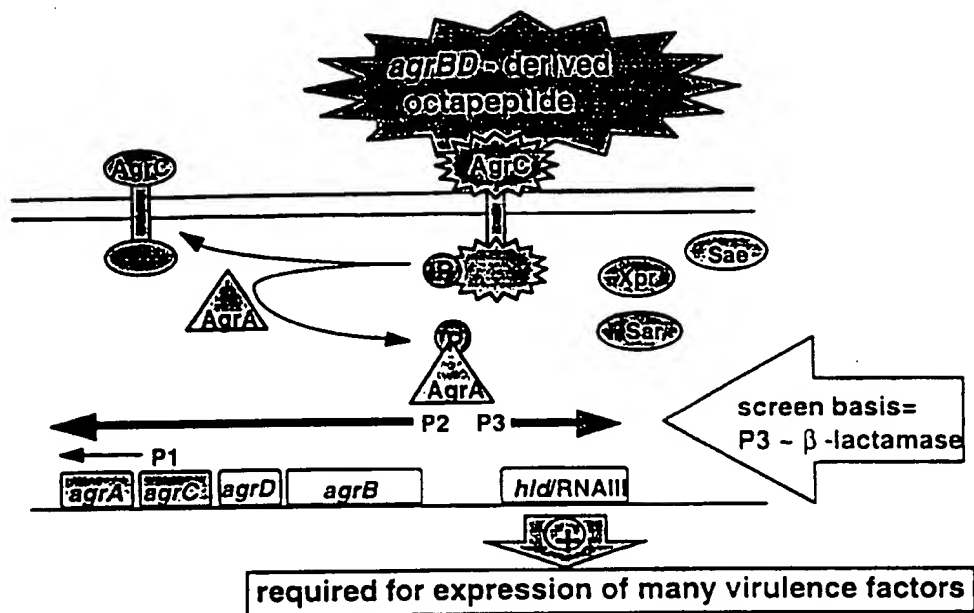 agrBD - derived
octapeptide
AgrC
AgrC
Sae
Xpr
Sar
P
AgrA
P
AgrA
screen basis=
P3 ~ β -lactamase
P2 P3
P1
agrA agrC agrD agrB hld/RNAIII
+
required for expression of many virulence factors